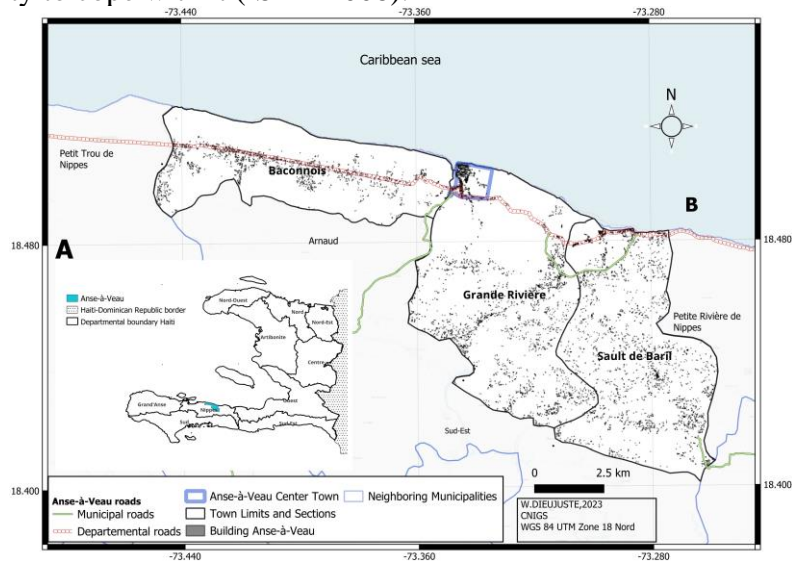 -73.440 -73.360 -73.280
Caribbean sea
N
Petit Trou de
Nippes
Baconnois
B
18.480
18.480
Arnaud
A
Anse-à-Veau
Haiti-Dominican Republic border
Departmental boundary Haiti
Nord-Ouest
Nord
Nord-Est
Artibonite
Centre
Ouest
Grand'Anse
Nippes
Sud
Grande Rivière
Petite Rivière de
Nippes
Sault de Baril
Sud-Est
0 2.5 km
18.400
18.400
Anse-à-Veau roads
Municipal roads
Departemental roads
Anse-à-Veau Center Town
Town Limits and Sections
Building Anse-à-Veau
Neighboring Municipalities
W.DIEUJUSTE,2023
CNIGS
WGS 84 UTM Zone 18 Nord
-73.440 -73.360 -73.280